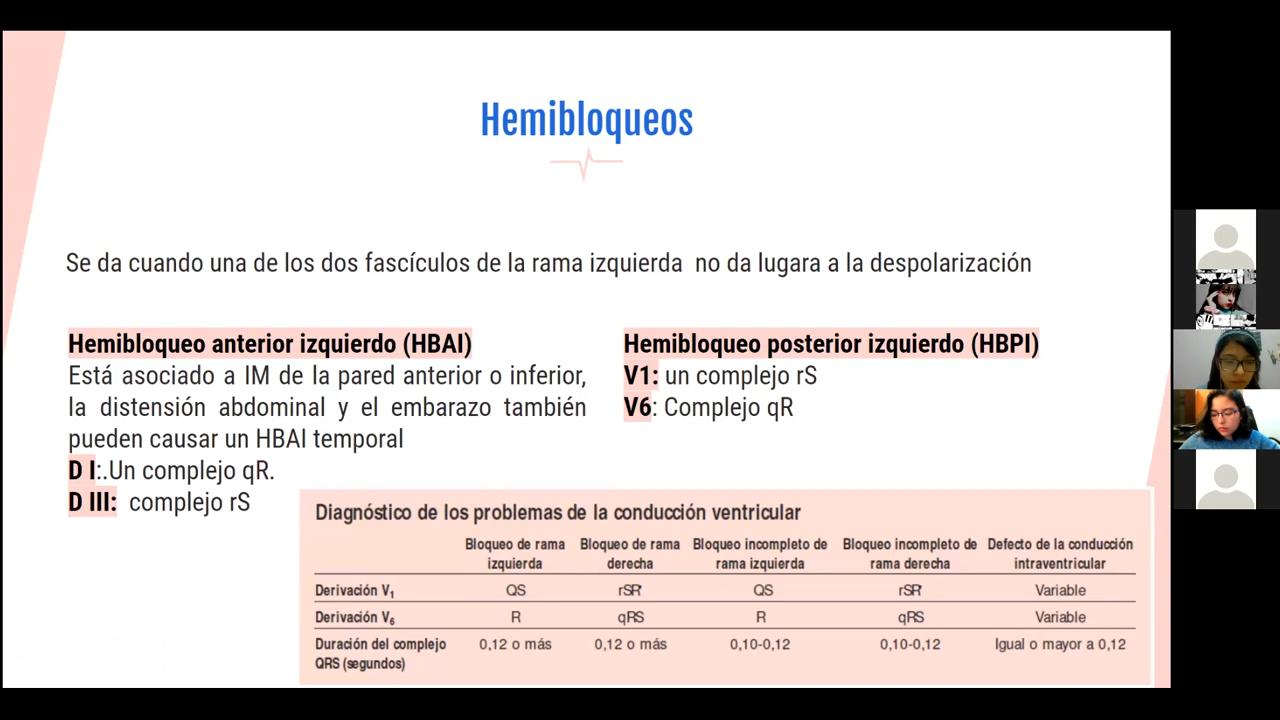 Hemibloqueos
Se da cuando una de los dos fascículos de la rama izquierda no da lugara a la despolarización
Hemibloqueo anterior izquierdo (HBAI)
Está asociado a IM de la pared anterior o inferior,
la distensión abdominal y el embarazo también
pueden causar un HBAI temporal
D I:.Un complejo qR.
D III: complejo rS
Hemibloqueo posterior izquierdo (HBPI)
V1: un complejo rS
V6: Complejo qR
Diagnóstico de los problemas de la conducción ventricular
Bloqueo de rama izquierda Bloqueo de rama derecha Bloqueo incompleto de rama izquierda Bloqueo incompleto de rama derecha Defecto de la conducción intraventricular
Derivación V1 QS rSR' QS rSR' Variable
Derivación V6 R qRS R qRS Variable
Duración del complejo QRS (segundos) 0,12 o más 0,12 o más 0,10-0,12 0,10-0,12 Igual o mayor a 0,12